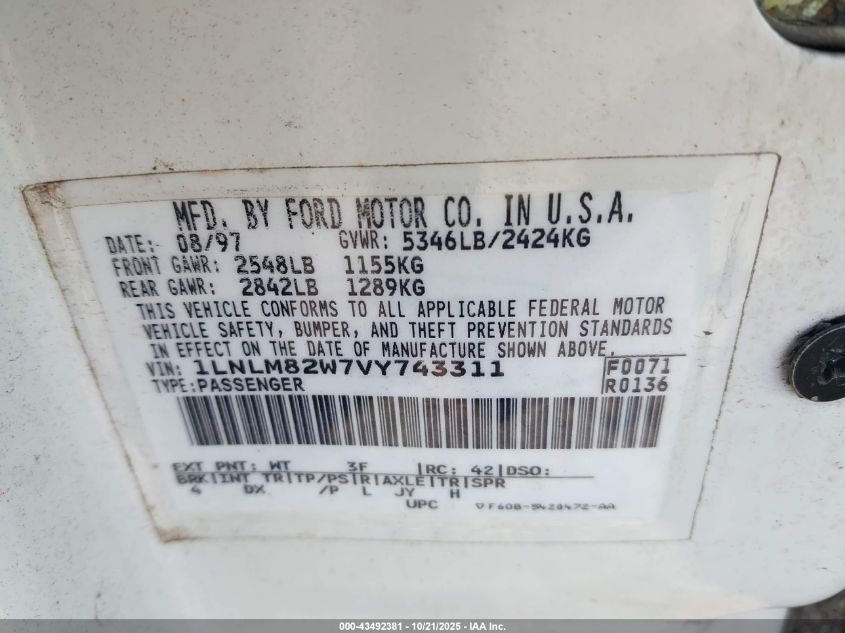 MFD. BY FORD MOTOR CO. IN U.S.A.
DATE: 08/97 GVWR: 5346LB/2424KG
FRONT GAWR: 2548LB 1155KG
REAR GAWR: 2842LB 1289KG
THIS VEHICLE CONFORMS TO ALL APPLICABLE FEDERAL MOTOR
VEHICLE SAFETY, BUMPER, AND THEFT PREVENTION STANDARDS
IN EFFECT ON THE DATE OF MANUFACTURE SHOWN ABOVE.
VIN: 1LNLM82W7VY743311 F0071
TYPE: PASSENGER R0136
EXT PNT: WT 3F |RC: 42|DSO:
BRK|INT TR|TP/PS|R|AXLE|TR|SPR
4 DX /P L JY H
UPC ▽F60B-5420472-AA
000-43492381 - 10/21/2025 - IAA Inc.